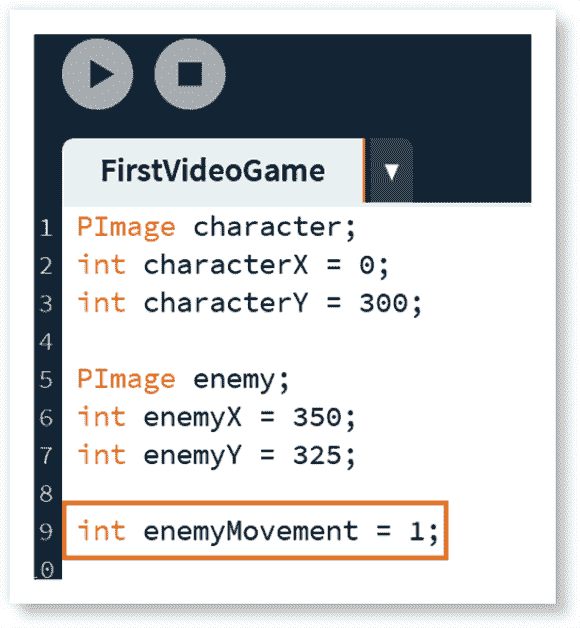 FirstVideoGame ▼
1 PImage character;
2 int characterX = 0;
3 int characterY = 300;
4
5 PImage enemy;
6 int enemyX = 350;
7 int enemyY = 325;
8
9 int enemyMovement = 1;
0